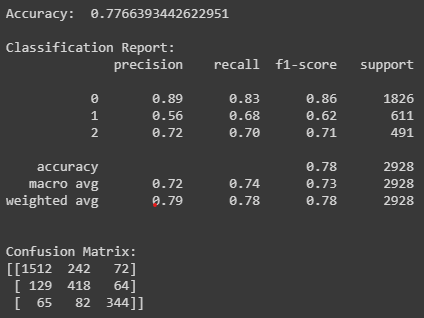 Accuracy:  0.7766393442622951

Classification Report:
              precision    recall  f1-score   support

           0       0.89      0.83      0.86      1826
           1       0.56      0.68      0.62       611
           2       0.72      0.70      0.71       491

    accuracy                           0.78      2928
   macro avg       0.72      0.74      0.73      2928
weighted avg       0.79      0.78      0.78      2928


Confusion Matrix:
[[1512  242   72]
 [ 129  418   64]
 [  65   82  344]]